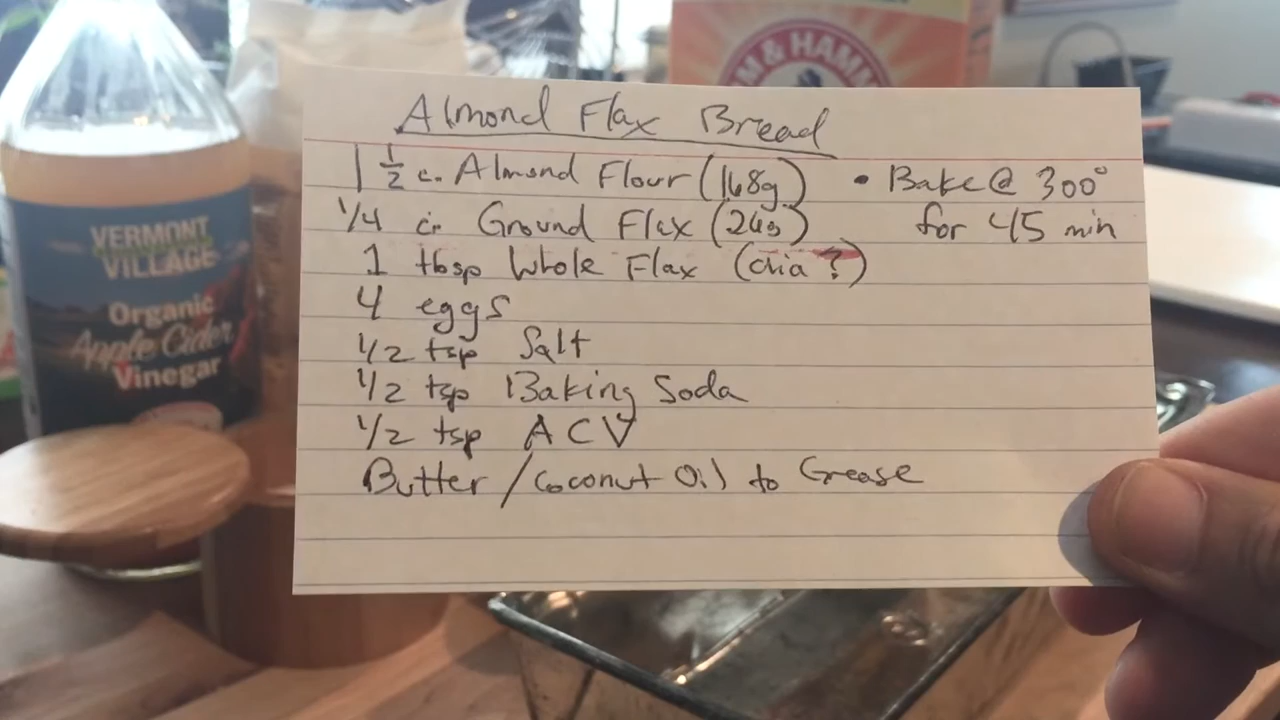 Almond Flax Bread
1 1/2 c. Almond Flour (168g)
1/4 c. Ground Flax (26g)
1 tbsp Whole Flax (chia?)
4 eggs
1/2 tsp Salt
1/2 tsp Baking Soda
1/2 tsp ACV
Butter / Coconut Oil to Grease
• Bake @ 300°
for 45 min
VERMONT
VILLAGE
Organic
Apple Cider
Vinegar
M & HAMM